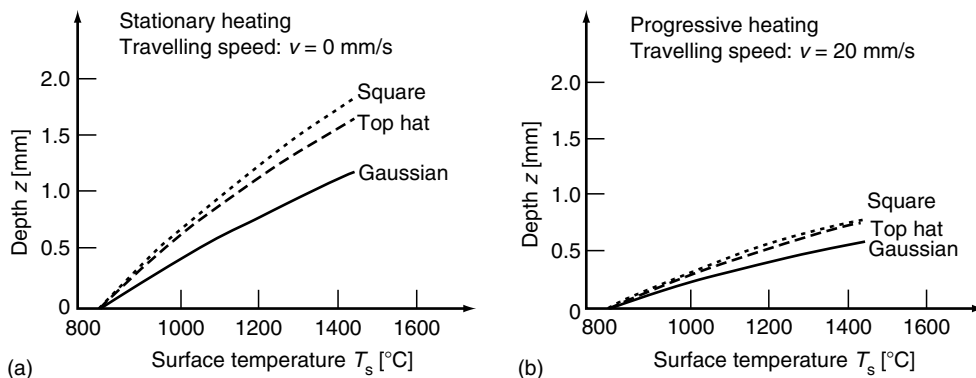 Stationary heating
Travelling speed: v = 0 mm/s
2.0
1.5
1.0
0.5
0
Depth z [mm]
Square
Top hat
Gaussian
800 1000 1200 1400 1600
Surface temperature Ts [°C]
(a)
Progressive heating
Travelling speed: v = 20 mm/s
2.0
1.5
1.0
0.5
0
Depth z [mm]
Square
Top hat
Gaussian
800 1000 1200 1400 1600
Surface temperature Ts [°C]
(b)